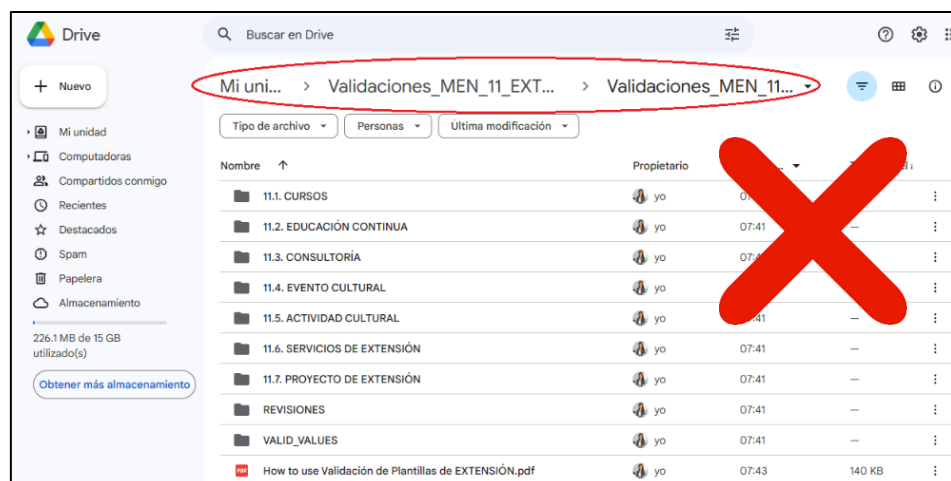 Drive
Buscar en Drive
Nuevo
Mi uni... > Validaciones_MEN_11_EXT... > Validaciones_MEN_11...
Tipo de archivo
Personas
Última modificación
Mi unidad
Computadoras
Compartidos conmigo
Recientes
Destacados
Spam
Papelera
Almacenamiento
226.1 MB de 15 GB
utilizado(s)
Obtener más almacenamiento
Nombre Propietario
11.1. CURSOS yo
11.2. EDUCACIÓN CONTINUA yo 07:41 —
11.3. CONSULTORÍA yo
11.4. EVENTO CULTURAL yo
11.5. ACTIVIDAD CULTURAL yo —
11.6. SERVICIOS DE EXTENSIÓN yo 07:41 —
11.7. PROYECTO DE EXTENSIÓN yo 07:41 —
REVISIONES yo 07:41 —
VALID_VALUES yo 07:41 —
PDF How to use Validación de Plantillas de EXTENSIÓN.pdf yo 07:43 140 KB